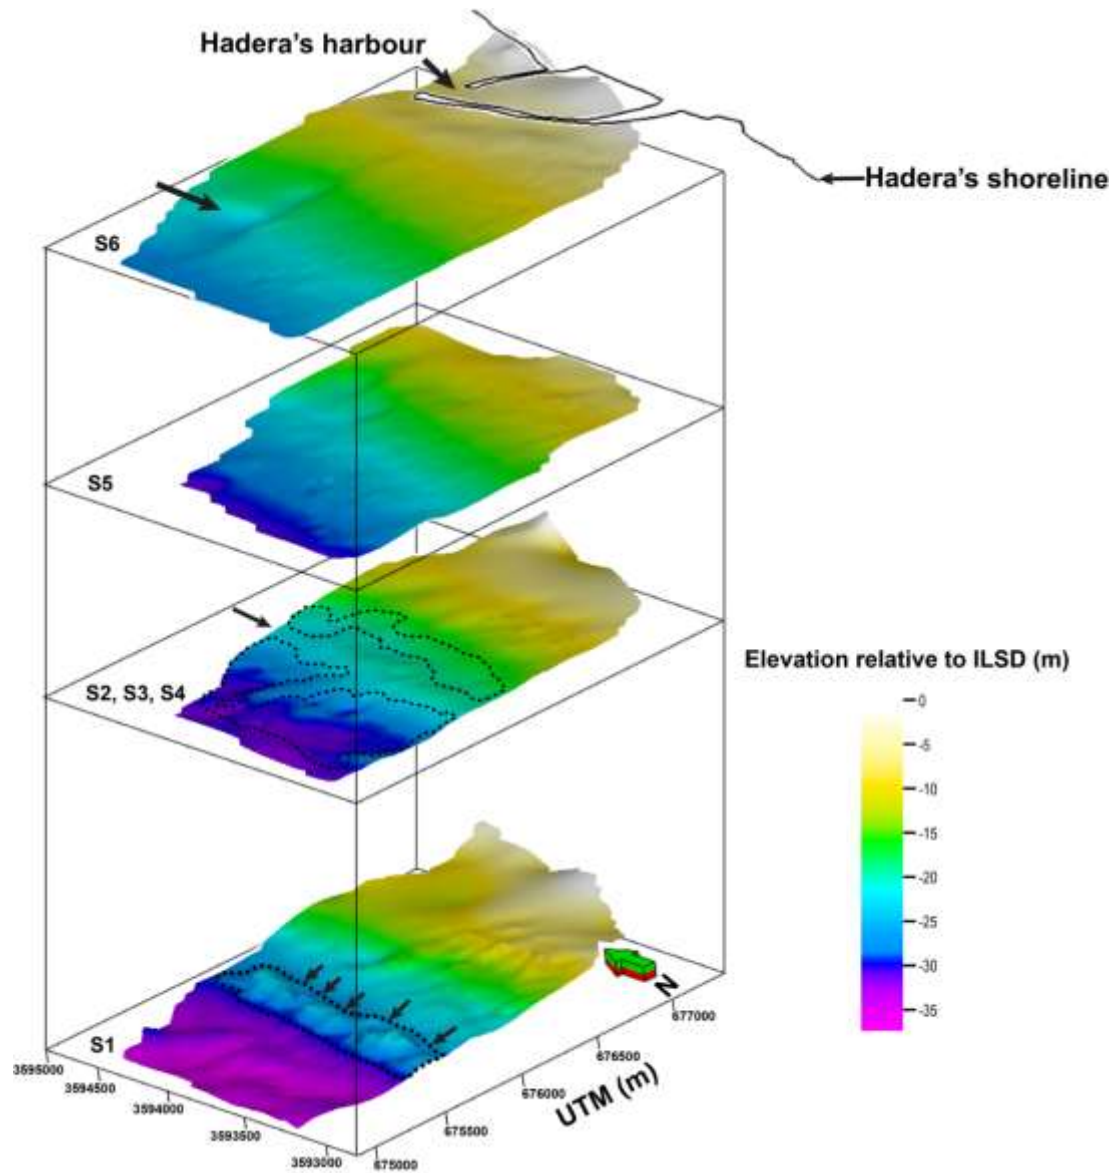 Hadera's harbour
Hadera's shoreline
S6
S5
S2, S3, S4
Elevation relative to ILSD (m)
0
-5
-10
-15
-20
-25
-30
-35
S1
N
3595000
3594500
3594000
3593500
3593000
675000
675500
676000
676500
677000
UTM (m)